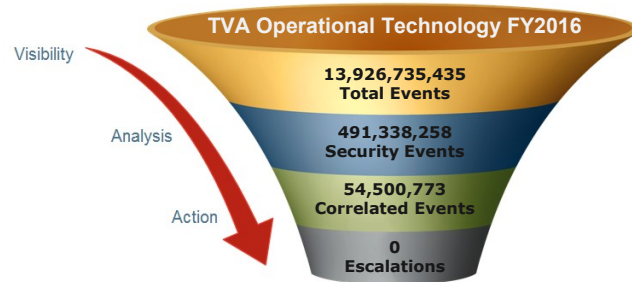 TVA Operational Technology FY2016
Visibility
13,926,735,435
Total Events
Analysis
491,338,258
Security Events
54,500,773
Correlated Events
Action
0
Escalations